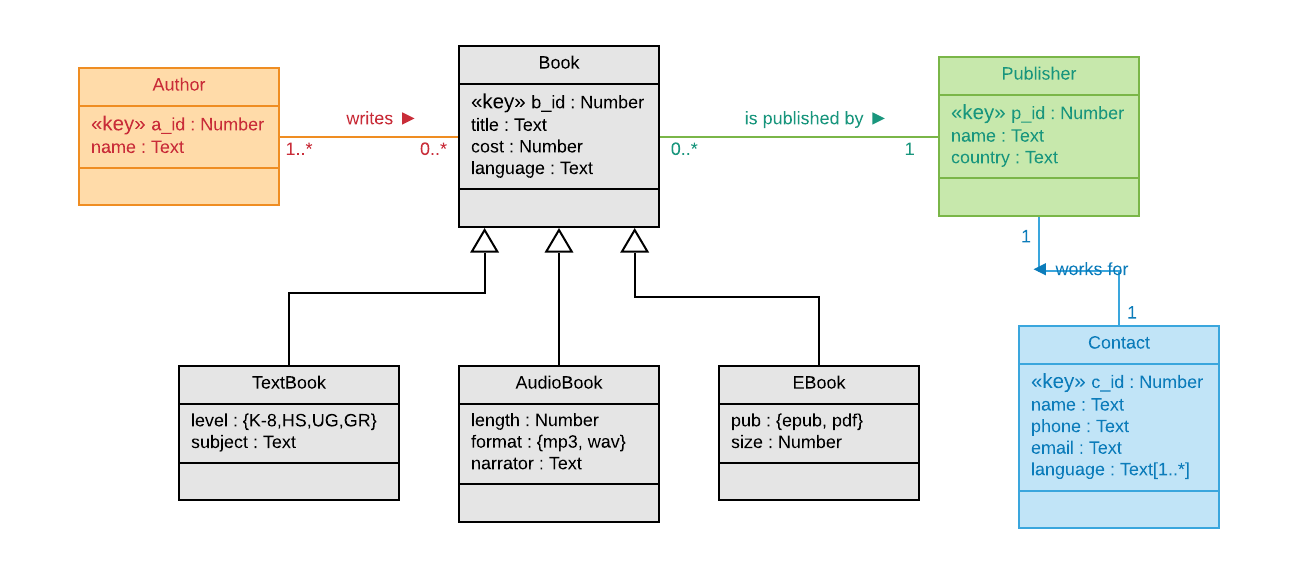 Author
«key» a_id : Number
name : Text
writes ►
1..*
0..*
Book
«key» b_id : Number
title : Text
cost : Number
language : Text
is published by ►
0..*
1
Publisher
«key» p_id : Number
name : Text
country : Text
1
◄ works for
1
TextBook
level : {K-8,HS,UG,GR}
subject : Text
AudioBook
length : Number
format : {mp3, wav}
narrator : Text
EBook
pub : {epub, pdf}
size : Number
Contact
«key» c_id : Number
name : Text
phone : Text
email : Text
language : Text[1..*]